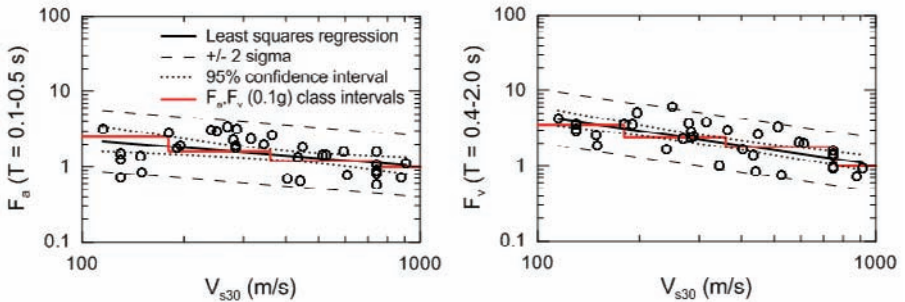 10
Least squares regression
+/- 2 sigma
95% confidence interval
Fa,Fv (0.1g) class intervals
1
0.1
100
1000
Fa (T = 0.1-0.5 s)
Vs30 (m/s)
10
1
0.1
100
1000
Fv (T = 0.4-2.0 s)
Vs30 (m/s)